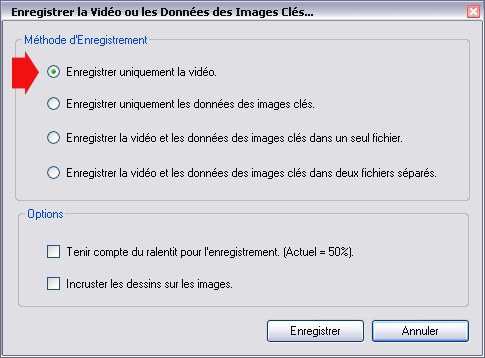 Enregistrer la Vidéo ou les Données des Images Clés...
Méthode d'Enregistrement
Enregistrer uniquement la vidéo.
Enregistrer uniquement les données des images clés.
Enregistrer la vidéo et les données des images clés dans un seul fichier.
Enregistrer la vidéo et les données des images clés dans deux fichiers séparés.
Options
Tenir compte du ralentit pour l'enregistrement. (Actuel = 50%).
Incruster les dessins sur les images.
Enregistrer
Annuler